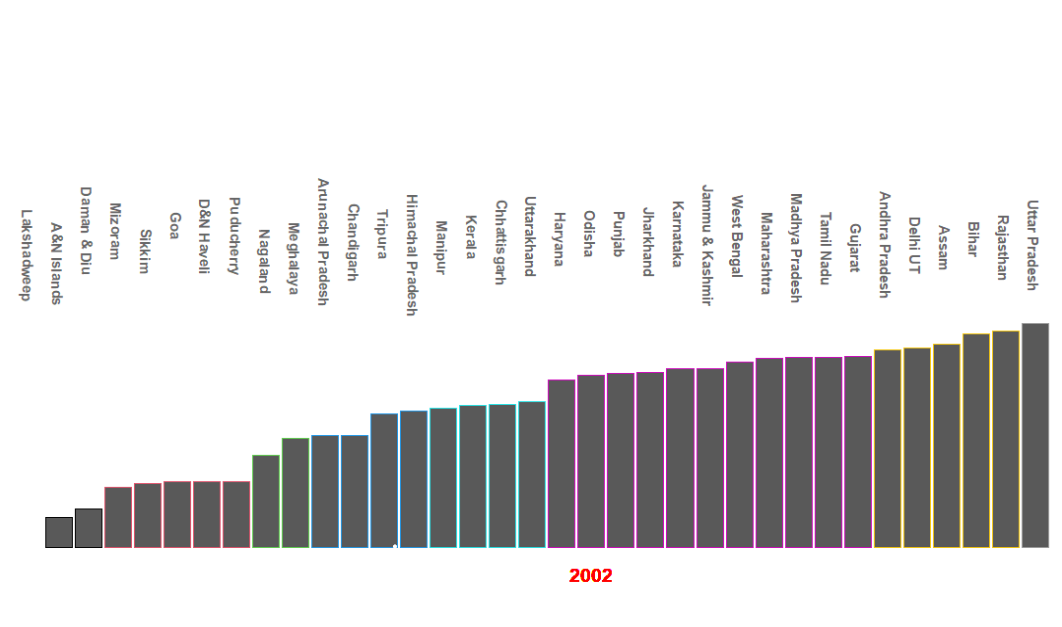 Lakshadweep
A&N Islands
Daman & Diu
Mizoram
Sikkim
Goa
D&N Haveli
Puducherry
Nagaland
Meghalaya
Arunachal Pradesh
Chandigarh
Tripura
Himachal Pradesh
Manipur
Kerala
Chhattisgarh
Uttarakhand
Haryana
Odisha
Punjab
Jharkhand
Karnataka
Jammu & Kashmir
West Bengal
Maharashtra
Madhya Pradesh
Tamil Nadu
Gujarat
Andhra Pradesh
Delhi UT
Assam
Bihar
Rajasthan
Uttar Pradesh
2002